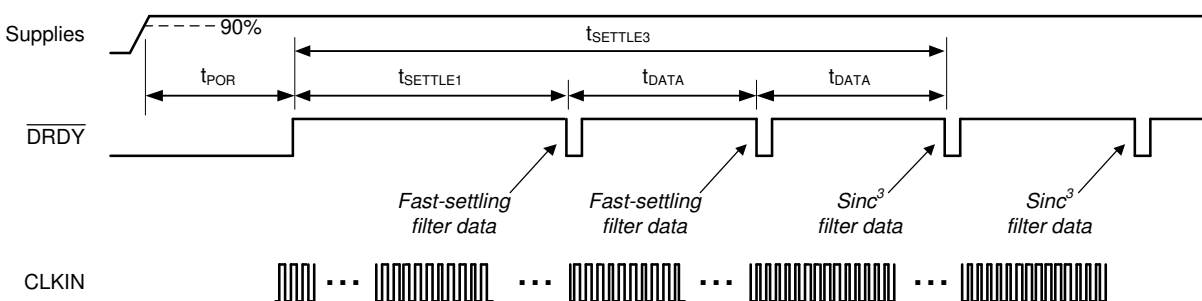 Supplies
90%
tSETTLE3
tPOR
tSETTLE1
tDATA
tDATA
DRDY
Fast-settling
filter data
Fast-settling
filter data
Sinc³
filter data
Sinc³
filter data
CLKIN